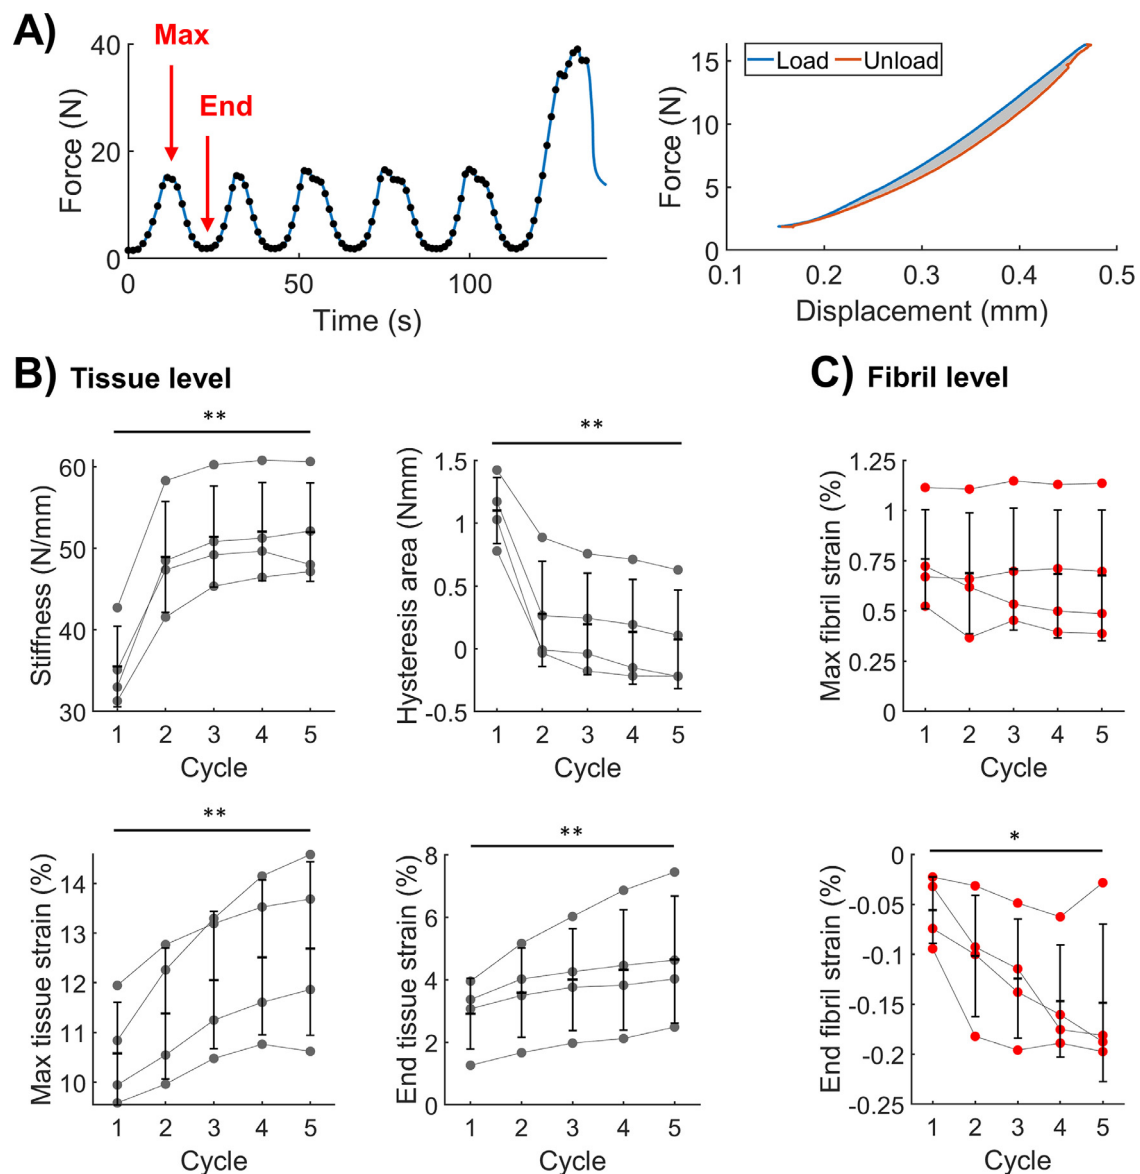 A)
Max
End
Force (N)
40
20
0
0 50 100
Time (s)
Load Unload
Force (N)
15
10
5
0
0.1 0.2 0.3 0.4 0.5
Displacement (mm)
B) Tissue level
**
Stiffness (N/mm)
60
50
40
30
1 2 3 4 5
Cycle
**
Hysteresis area (Nmm)
1.5
1
0.5
0
-0.5
1 2 3 4 5
Cycle
C) Fibril level
Max fibril strain (%)
1.25
1
0.75
0.5
0.25
0
1 2 3 4 5
Cycle
**
Max tissue strain (%)
14
13
12
11
10
1 2 3 4 5
Cycle
**
End tissue strain (%)
8
6
4
2
0
1 2 3 4 5
Cycle
*
End fibril strain (%)
0
-0.05
-0.1
-0.15
-0.2
-0.25
1 2 3 4 5
Cycle